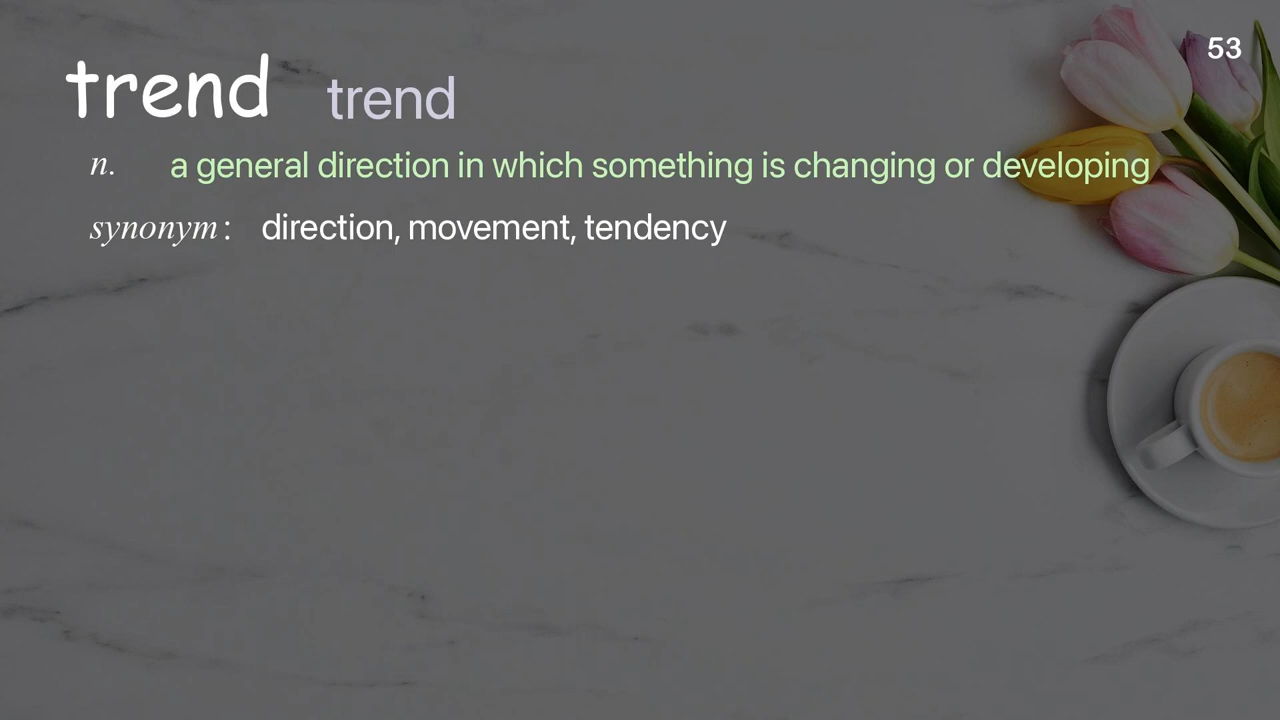 53
trend trend
n. a general direction in which something is changing or developing
synonym: direction, movement, tendency